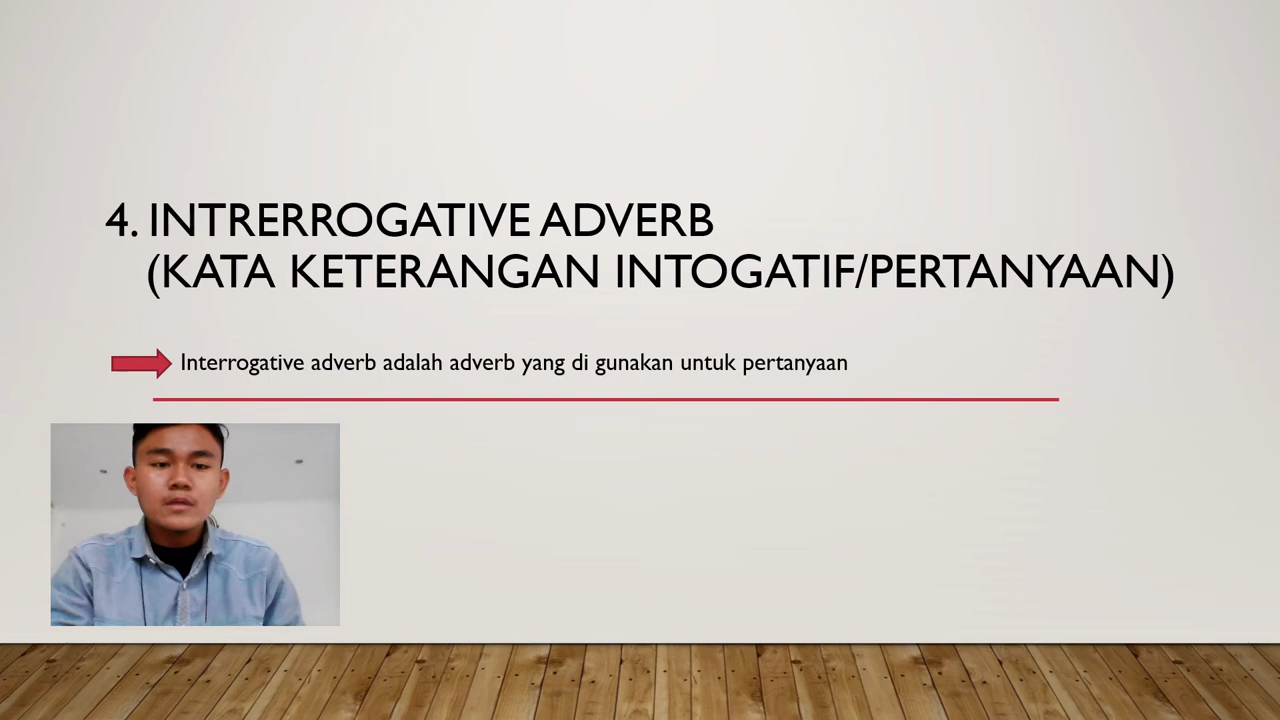 4. INTRERROGATIVE ADVERB
(KATA KETERANGAN INTOGATIF/PERTANYAAN)
Interrogative adverb adalah adverb yang di gunakan untuk pertanyaan